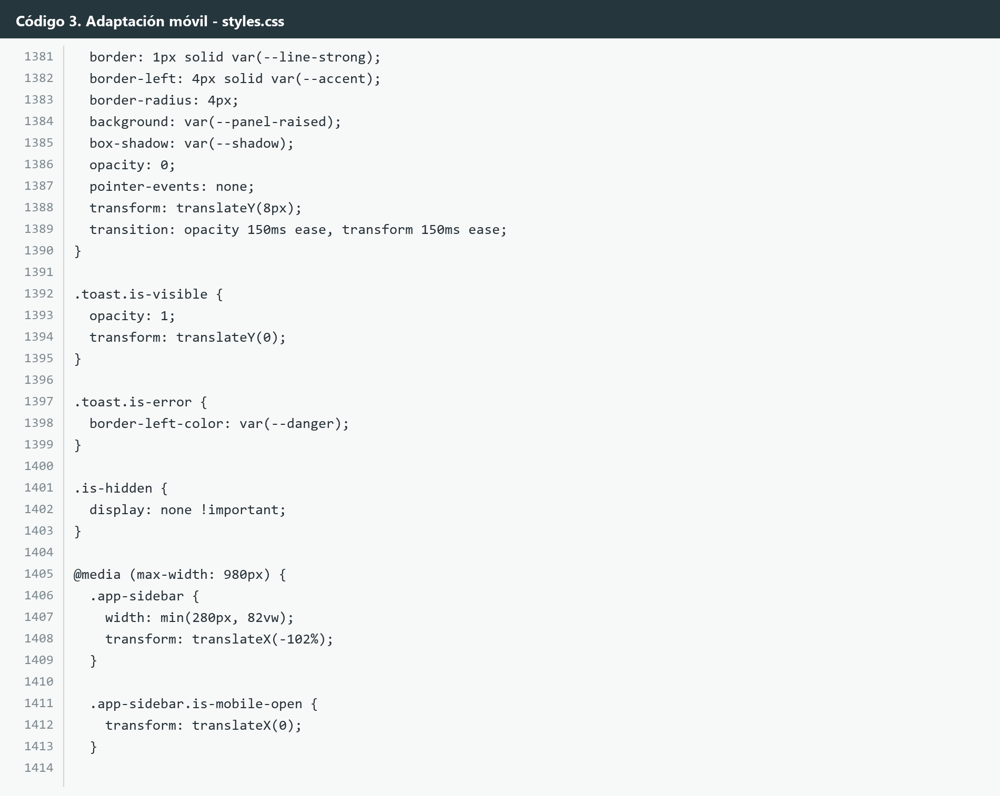 Código 3. Adaptación móvil - styles.css
1381   border: 1px solid var(--line-strong);
1382   border-left: 4px solid var(--accent);
1383   border-radius: 4px;
1384   background: var(--panel-raised);
1385   box-shadow: var(--shadow);
1386   opacity: 0;
1387   pointer-events: none;
1388   transform: translateY(8px);
1389   transition: opacity 150ms ease, transform 150ms ease;
1390 }
1391
1392 .toast.is-visible {
1393   opacity: 1;
1394   transform: translateY(0);
1395 }
1396
1397 .toast.is-error {
1398   border-left-color: var(--danger);
1399 }
1400
1401 .is-hidden {
1402   display: none !important;
1403 }
1404
1405 @media (max-width: 980px) {
1406   .app-sidebar {
1407     width: min(280px, 82vw);
1408     transform: translateX(-102%);
1409   }
1410
1411   .app-sidebar.is-mobile-open {
1412     transform: translateX(0);
1413   }
1414